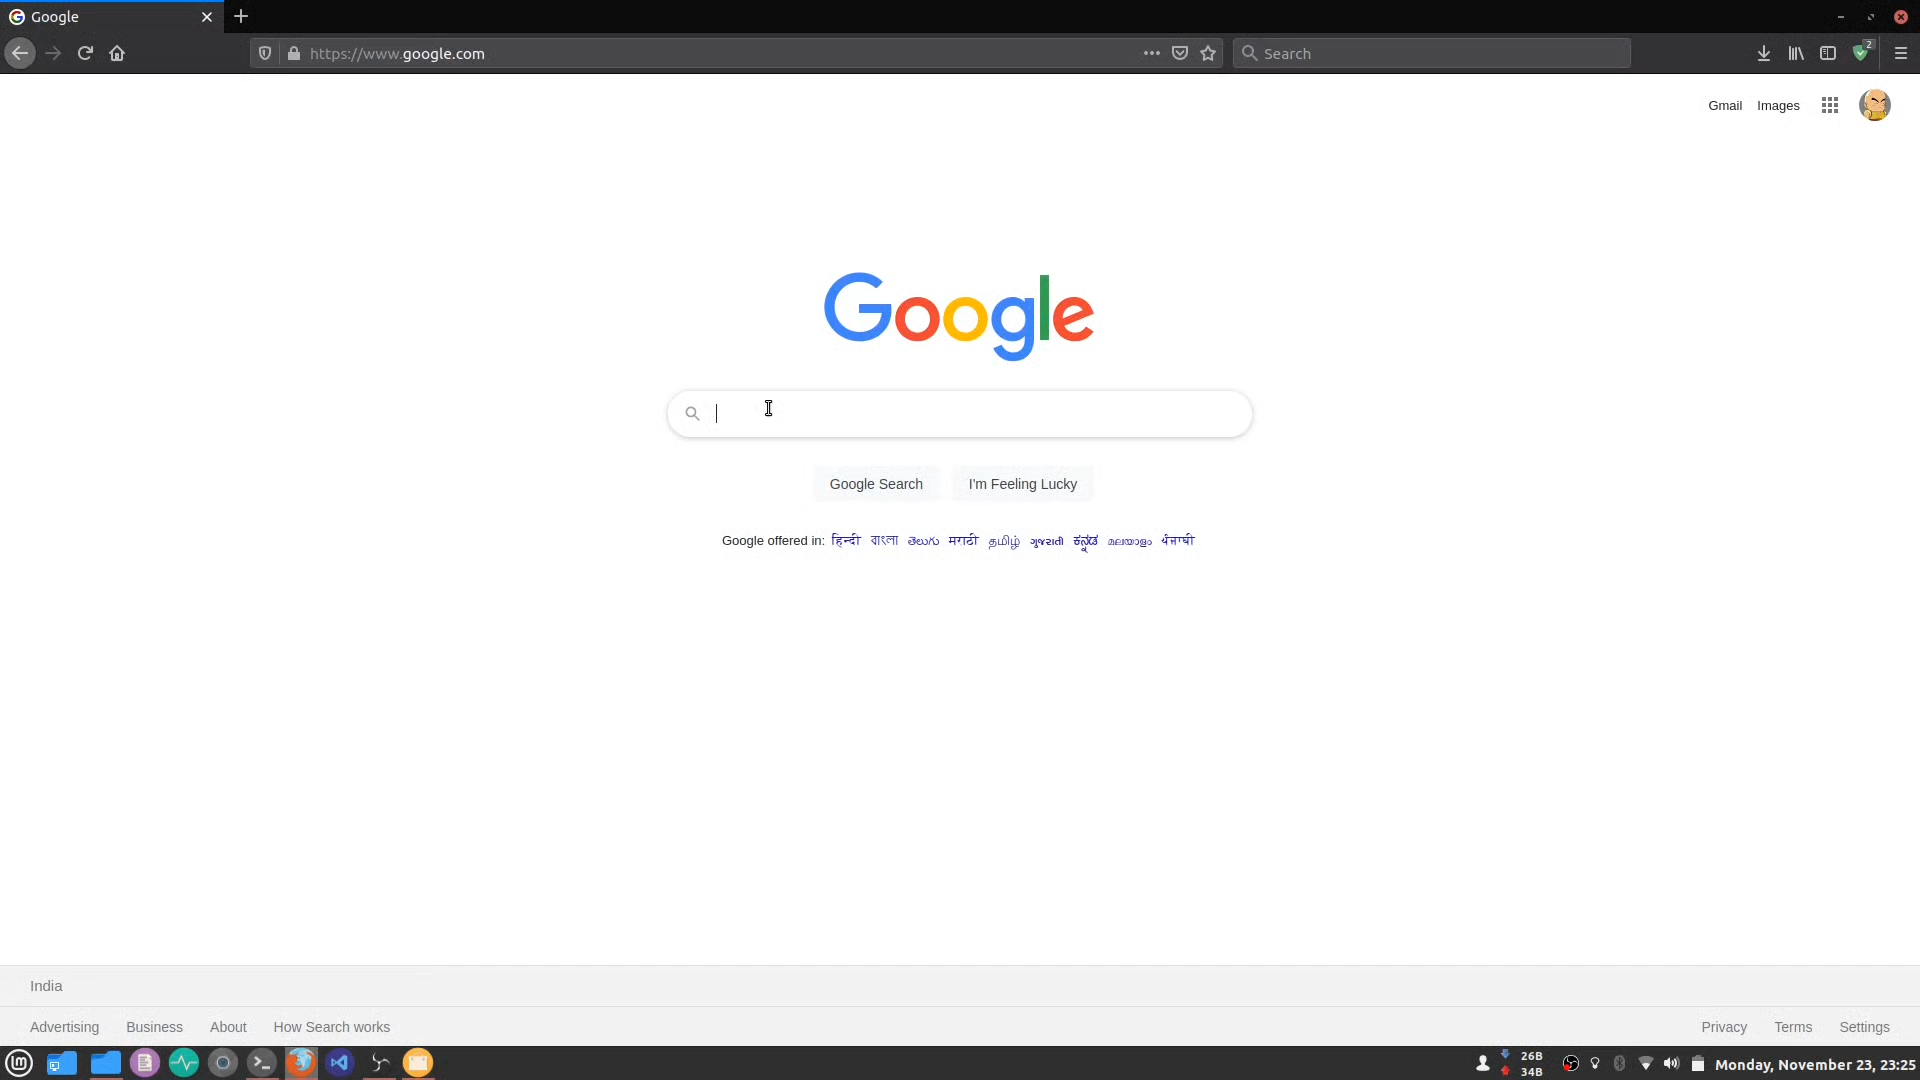 Google
https://www.google.com
Search
2
Gmail Images
Google
Google Search I'm Feeling Lucky
Google offered in: हिन्दी বাংলা తెలుగు मराठी தமிழ் ગુજરાતી ಕನ್ನಡ മലയാളം ਪੰਜਾਬੀ
India
Advertising Business About How Search works Privacy Terms Settings
26B
34B
Monday, November 23, 23:25